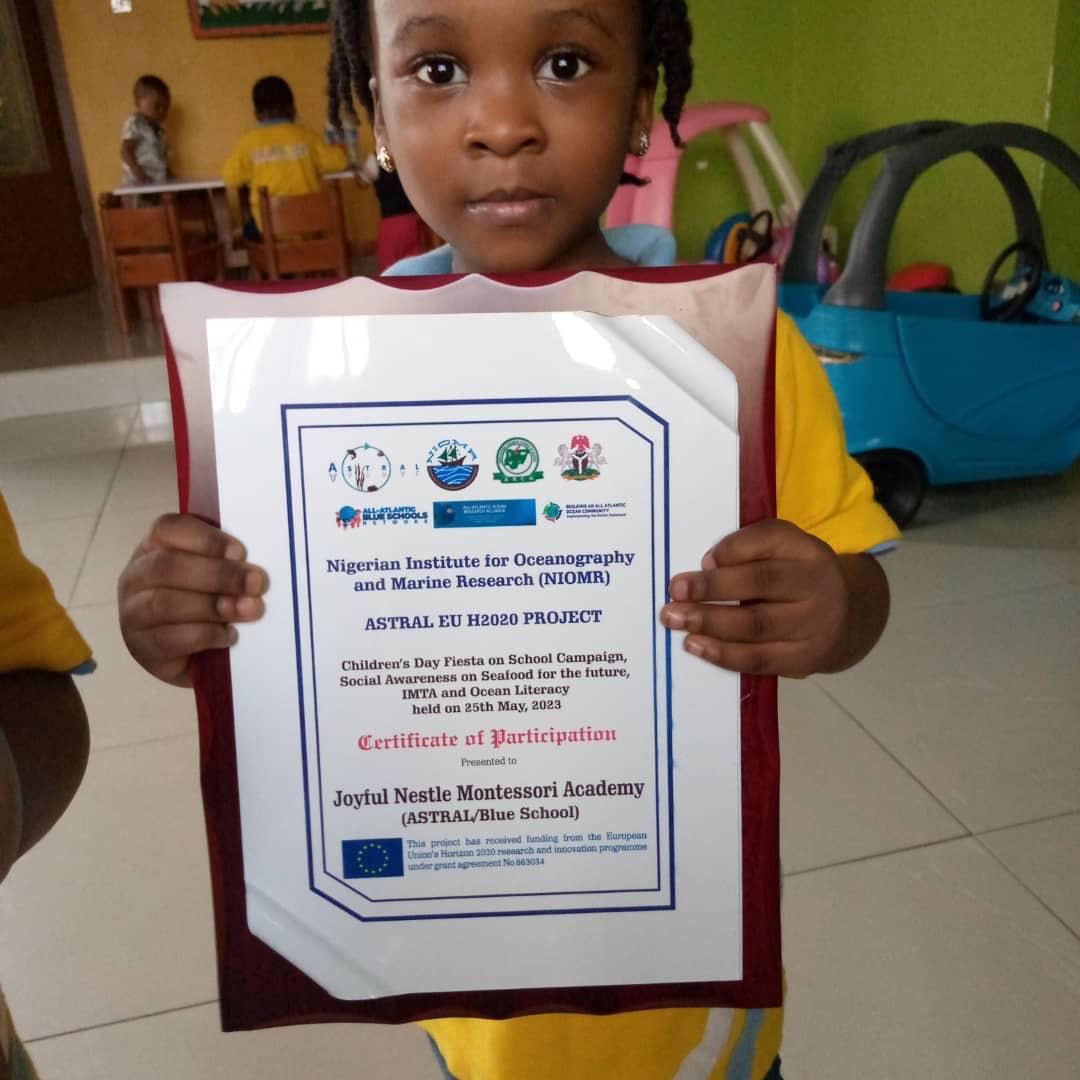 ASTRAL
NIOMR
ARCN
ALL-ATLANTIC
BLUE SCHOOLS
NETWORK
ALL-ATLANTIC OCEAN
RESEARCH ALLIANCE
BUILDING AN ALL ATLANTIC
OCEAN COMMUNITY
Implementing the Belém Statement
Nigerian Institute for Oceanography
and Marine Research (NIOMR)
ASTRAL EU H2020 PROJECT
Children's Day Fiesta on School Campaign,
Social Awareness on Seafood for the future,
IMTA and Ocean Literacy
held on 25th May, 2023
Certificate of Participation
Presented to
Joyful Nestle Montessori Academy
(ASTRAL/Blue School)
This project has received funding from the European
Union's Horizon 2020 research and innovation programme
under grant agreement No 863034